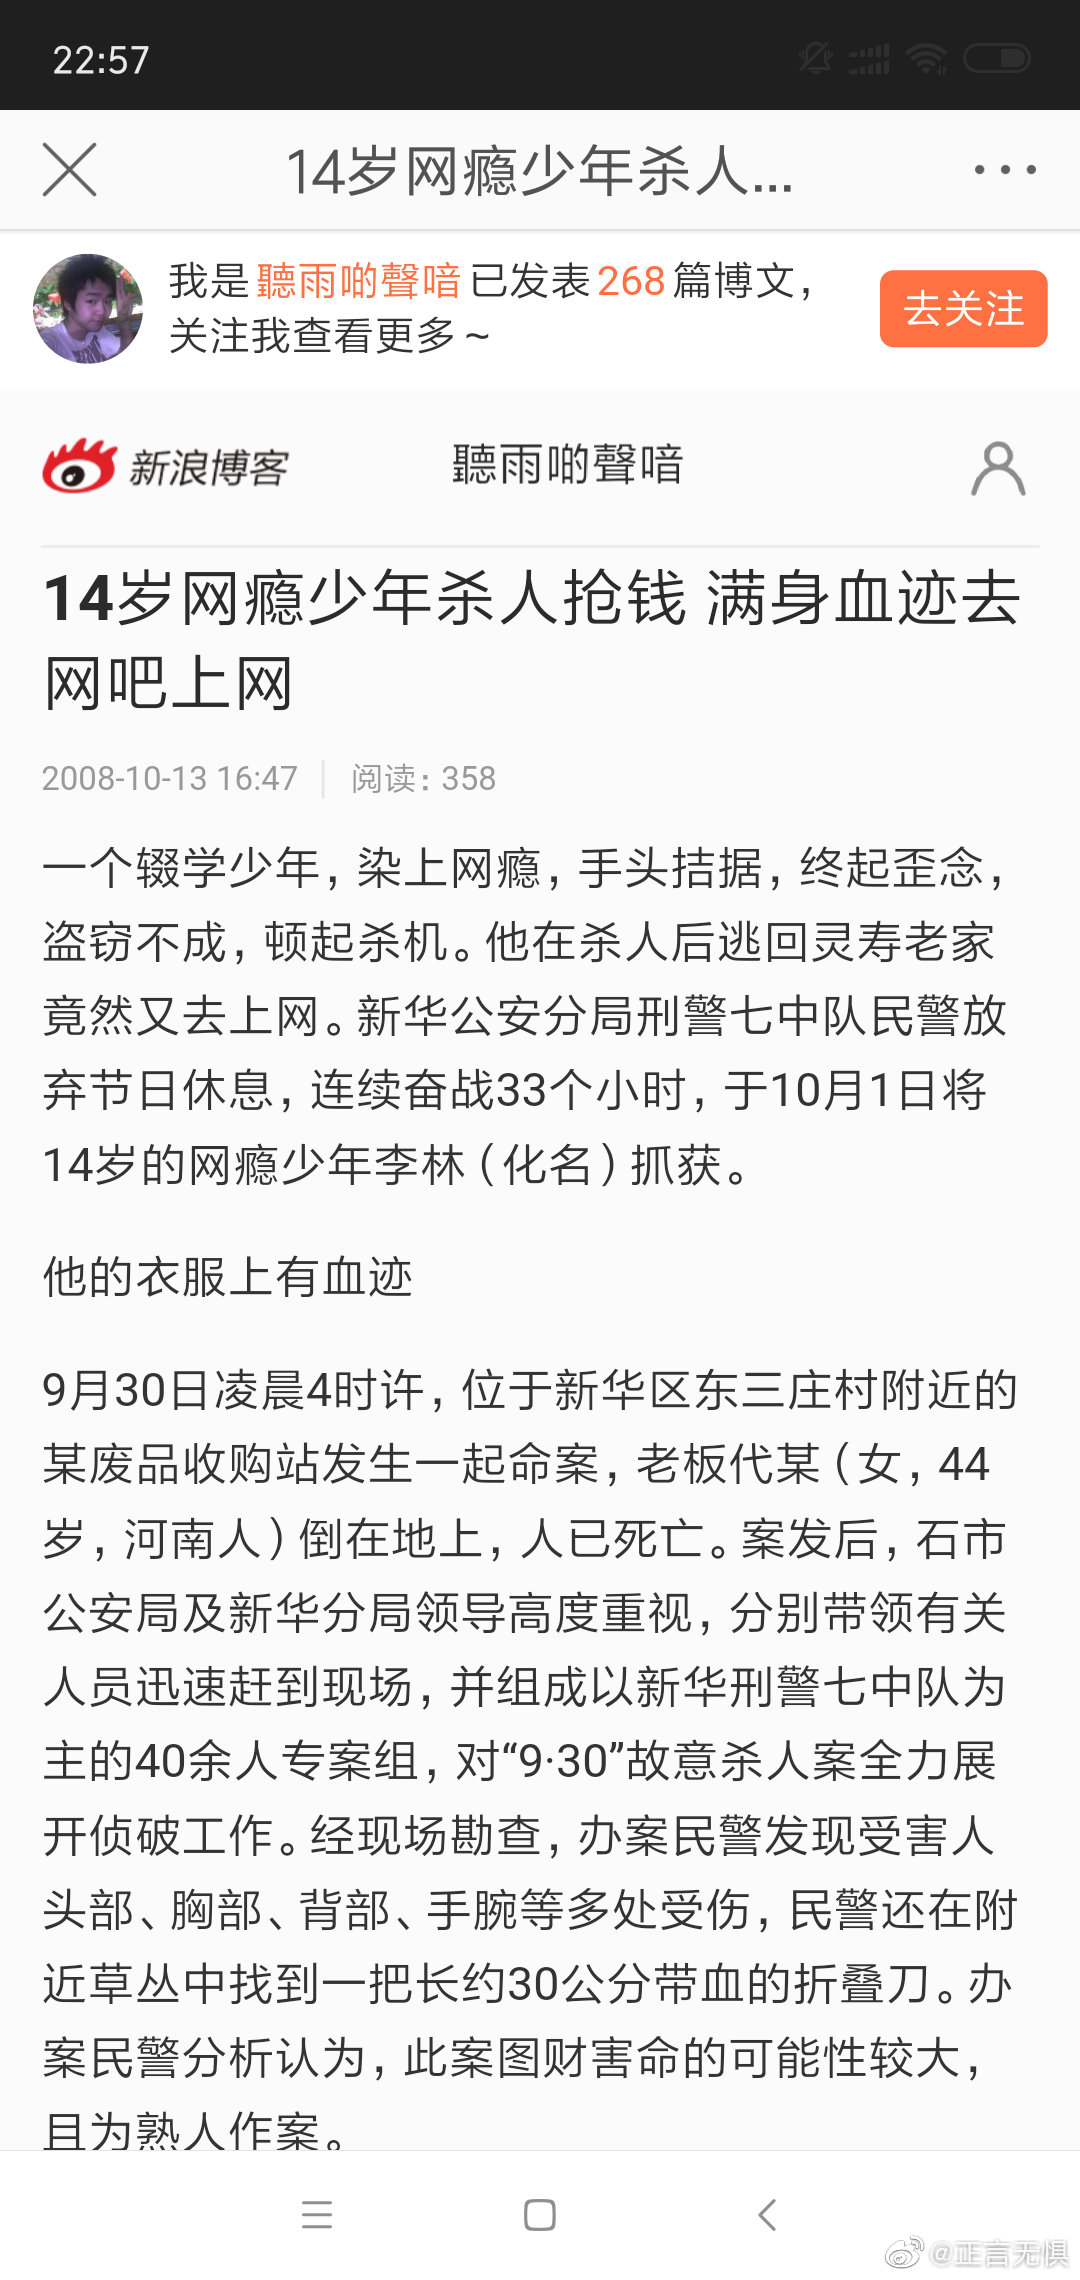 22:57
14岁网瘾少年杀人...
我是聽雨啲聲喑已发表268篇博文，
关注我查看更多~
去关注
新浪博客
聽雨啲聲喑
14岁网瘾少年杀人抢钱 满身血迹去
网吧上网
2008-10-13 16:47 阅读：358
一个辍学少年，染上网瘾，手头拮据，终起歪念，
盗窃不成，顿起杀机。他在杀人后逃回灵寿老家
竟然又去上网。新华公安分局刑警七中队民警放
弃节日休息，连续奋战33个小时，于10月1日将
14岁的网瘾少年李林（化名）抓获。
他的衣服上有血迹
9月30日凌晨4时许，位于新华区东三庄村附近的
某废品收购站发生一起命案，老板代某（女，44
岁，河南人）倒在地上，人已死亡。案发后，石市
公安局及新华分局领导高度重视，分别带领有关
人员迅速赶到现场，并组成以新华刑警七中队为
主的40余人专案组，对“9·30”故意杀人案全力展
开侦破工作。经现场勘查，办案民警发现受害人
头部、胸部、背部、手腕等多处受伤，民警还在附
近草丛中找到一把长约30公分带血的折叠刀。办
案民警分析认为，此案图财害命的可能性较大，
且为熟人作案。
@正言无惧